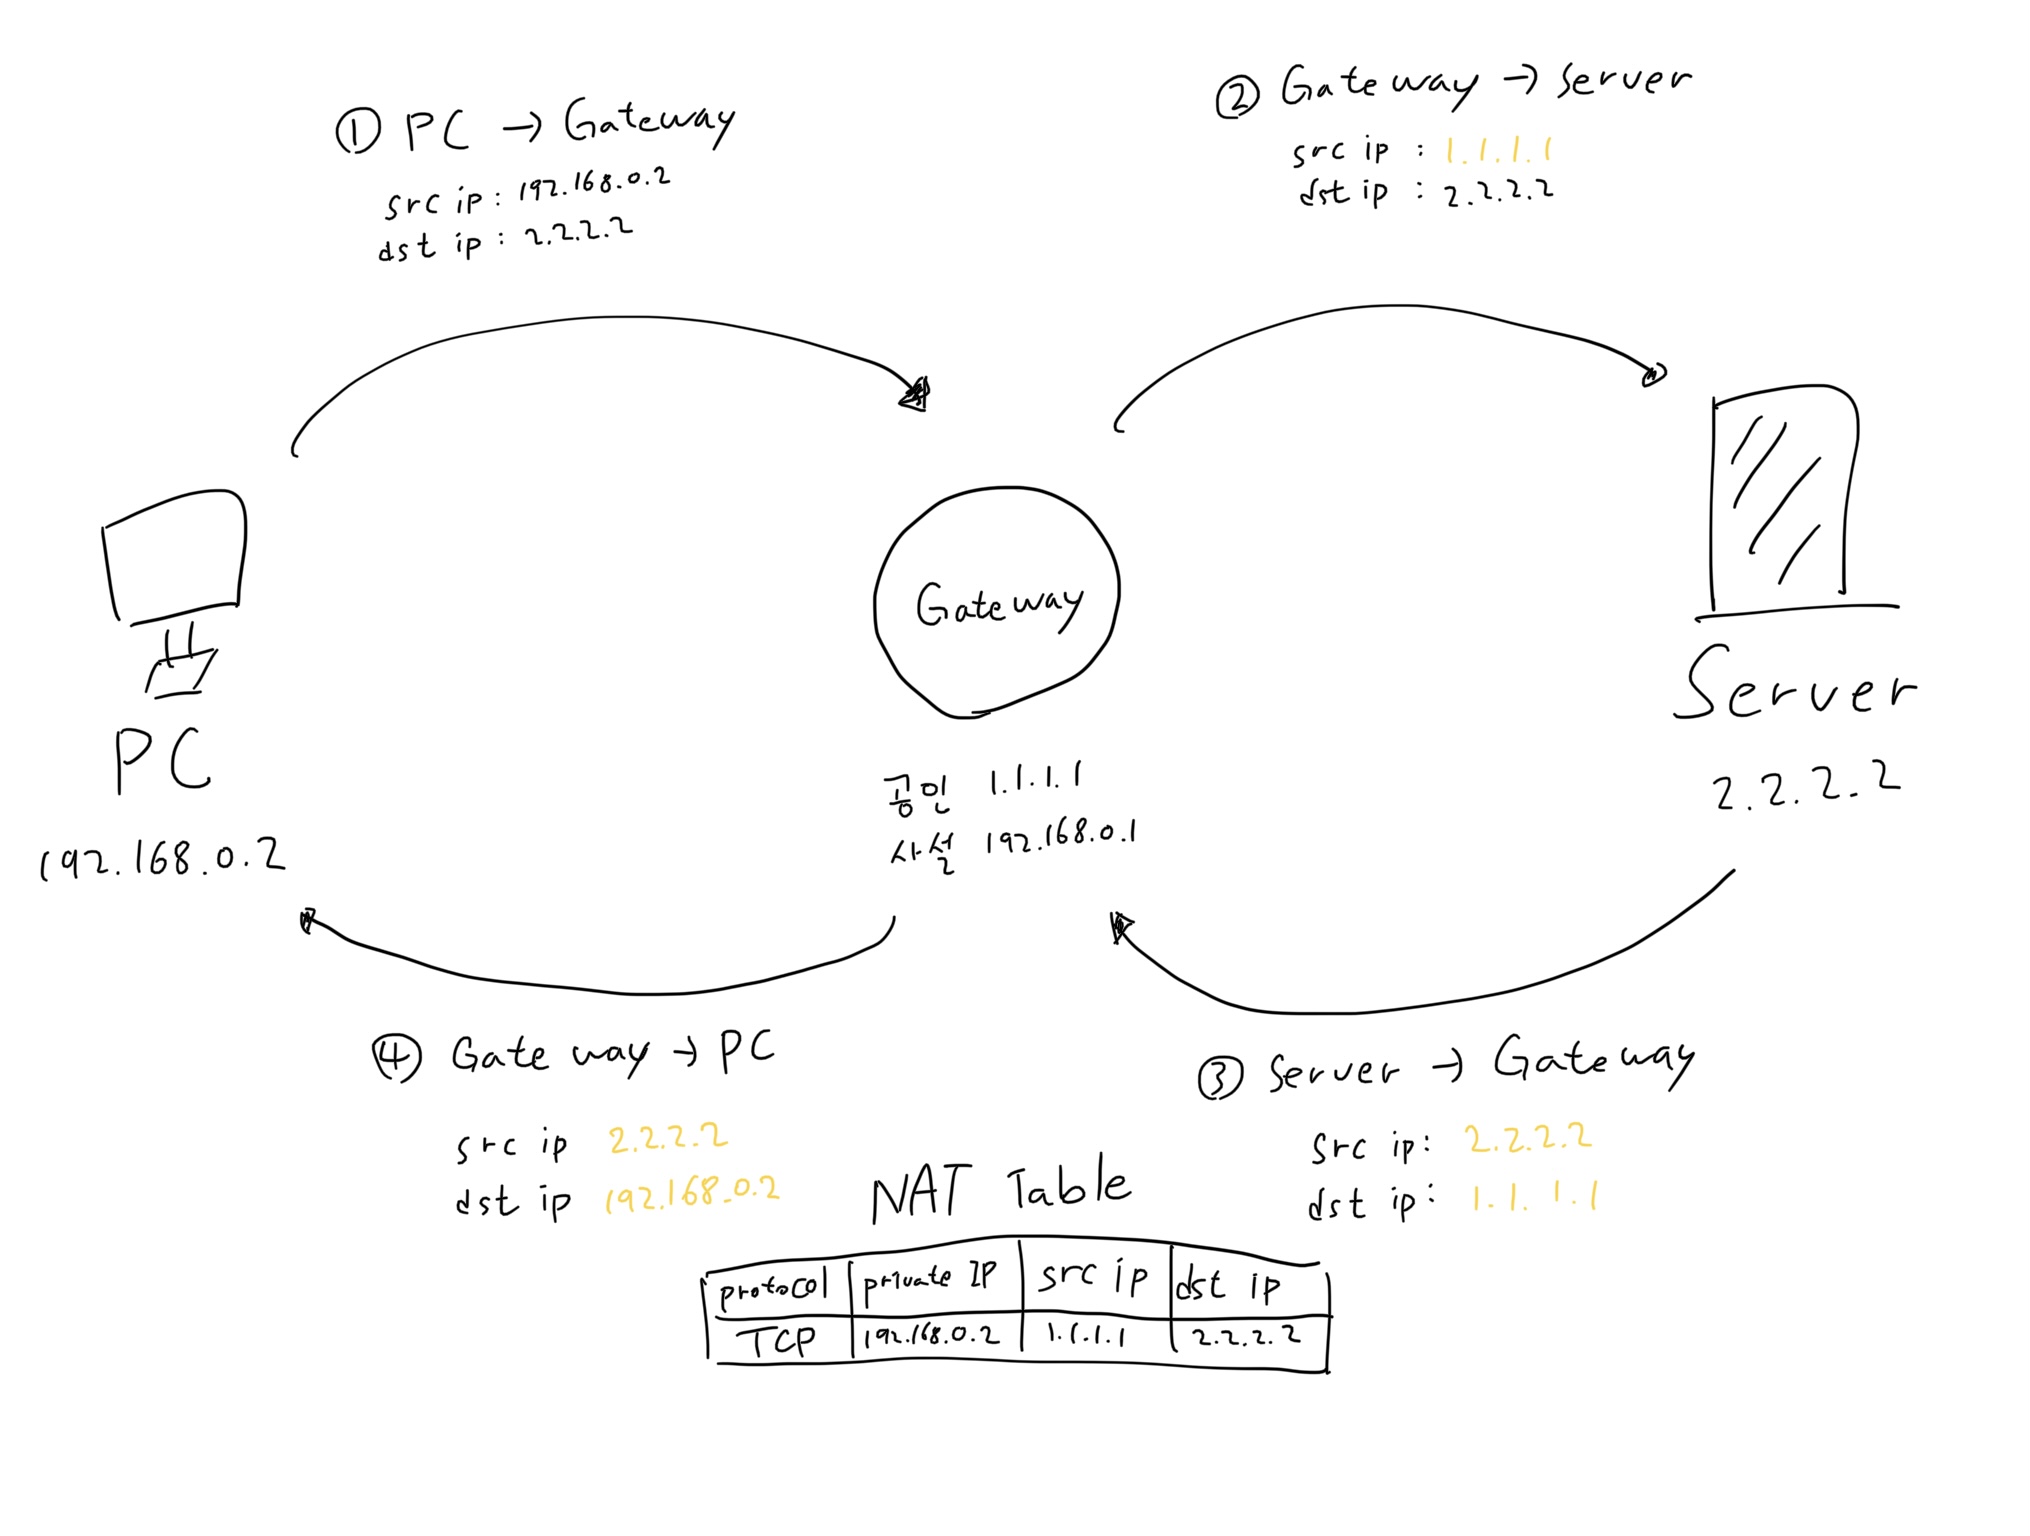 ① PC → Gateway
src ip : 192.168.0.2
dst ip : 2.2.2.2
② Gateway → Server
src ip : 1.1.1.1
dst ip : 2.2.2.2
Gateway
공인 1.1.1.1
사설 192.168.0.1
PC
192.168.0.2
Server
2.2.2.2
④ Gateway → PC
src ip 2.2.2.2
dst ip 192.168.0.2
③ Server → Gateway
src ip: 2.2.2.2
dst ip: 1.1.1.1
NAT Table
protocol private IP src ip dst ip
TCP 192.168.0.2 1.1.1.1 2.2.2.2